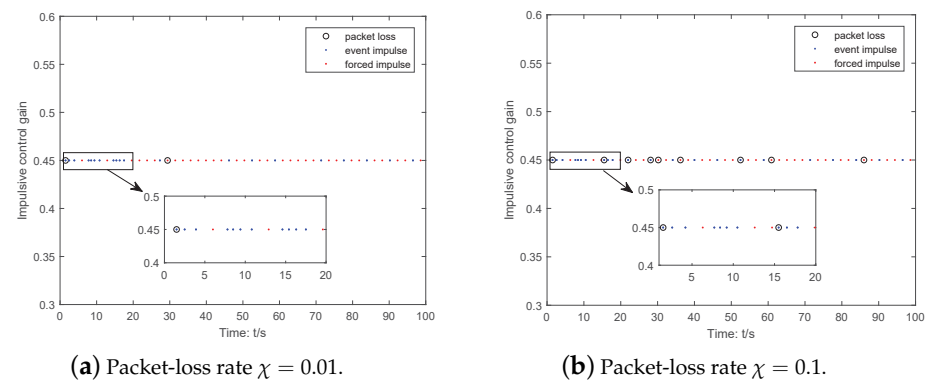 0.6
0.55
0.5
0.45
0.4
0.35
0.3
Impulsive control gain
packet loss
event impulse
forced impulse
0.5
0.45
0.4
0 5 10 15 20
0 10 20 30 40 50 60 70 80 90 100
Time: t/s
(a) Packet-loss rate χ = 0.01.
0.6
0.55
0.5
0.45
0.4
0.35
0.3
Impulsive control gain
packet loss
event impulse
forced impulse
0.5
0.45
0.4
5 10 15 20
0 10 20 30 40 50 60 70 80 90 100
Time: t/s
(b) Packet-loss rate χ = 0.1.